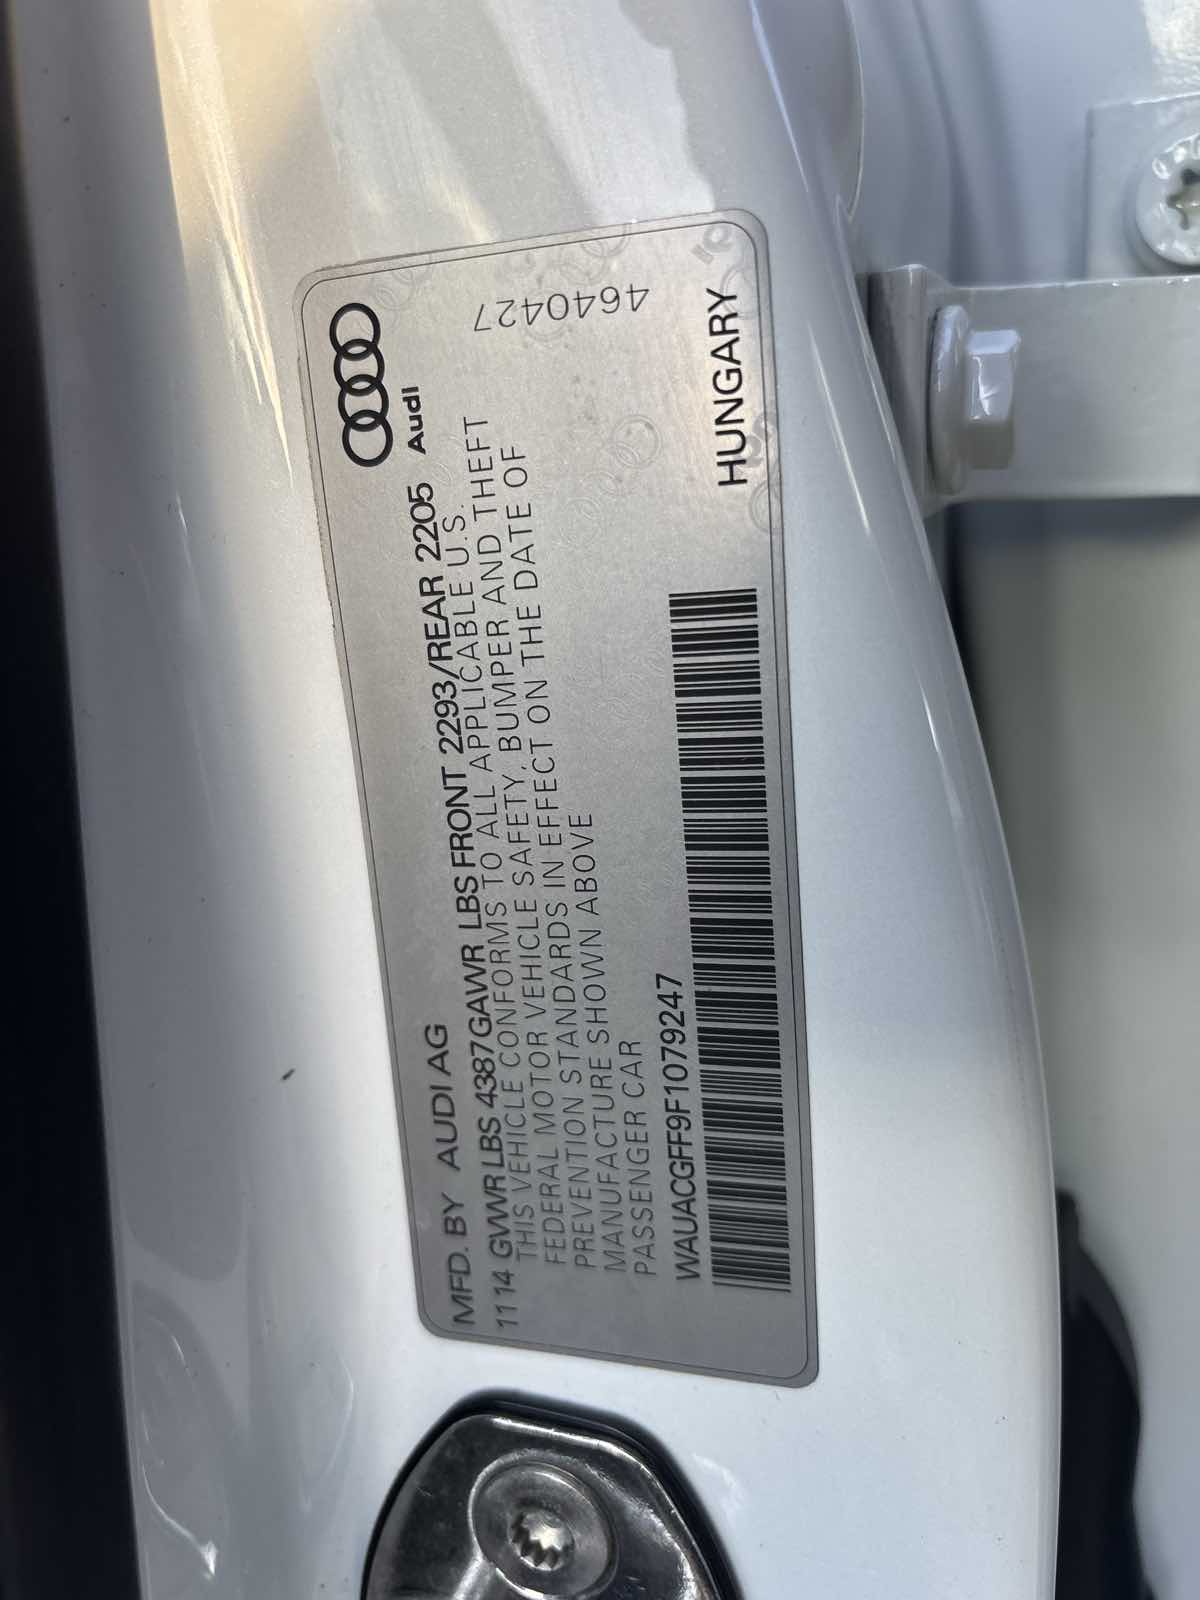 MFD. BY AUDI AG
11 14 GVWR LBS 4387 GAWR LBS FRONT 2293/REAR 2205
Audi
THIS VEHICLE CONFORMS TO ALL APPLICABLE U.S.
FEDERAL MOTOR VEHICLE SAFETY, BUMPER AND THEFT
PREVENTION STANDARDS IN EFFECT ON THE DATE OF
MANUFACTURE SHOWN ABOVE
PASSENGER CAR
4640427
WAUACGFF9F1079247
HUNGARY